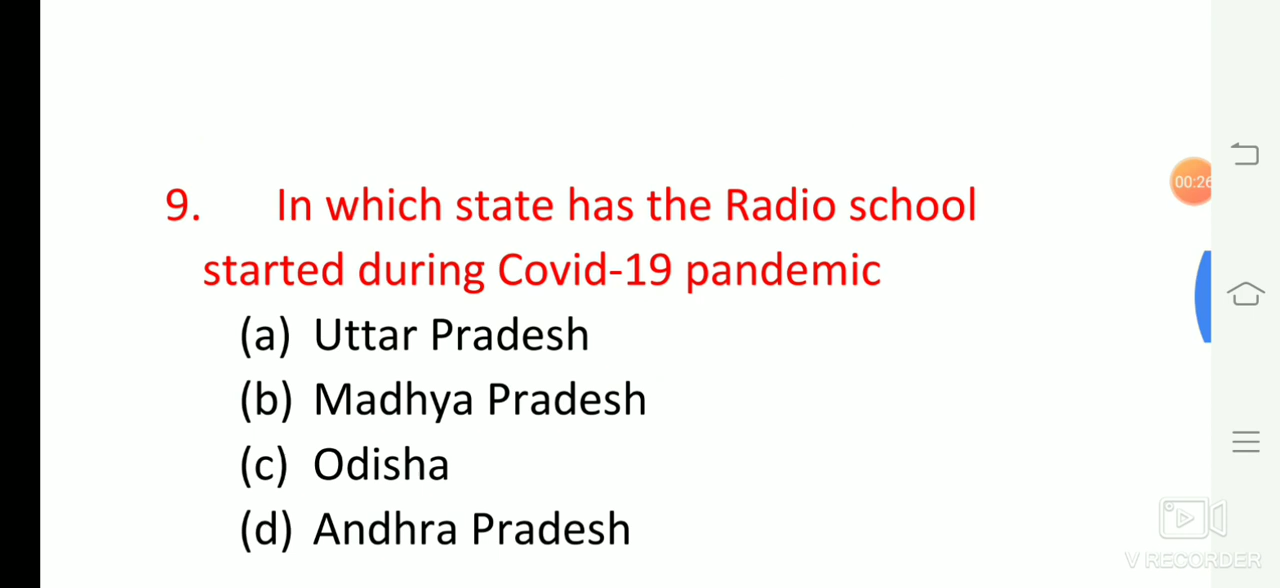 9. In which state has the Radio school
started during Covid-19 pandemic
(a) Uttar Pradesh
(b) Madhya Pradesh
(c) Odisha
(d) Andhra Pradesh
00:26
V RECORDER